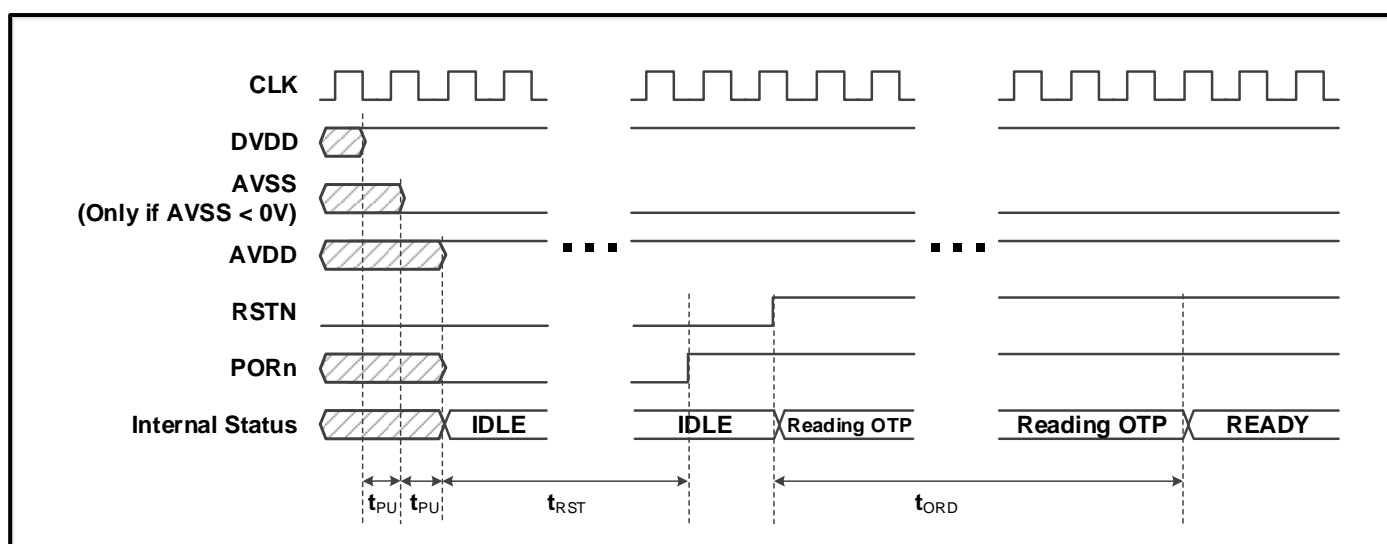 CLK
DVDD
AVSS
(Only if AVSS < 0V)
AVDD
RSTN
PORn
Internal Status IDLE IDLE Reading OTP Reading OTP READY
tPU tPU tRST tORD